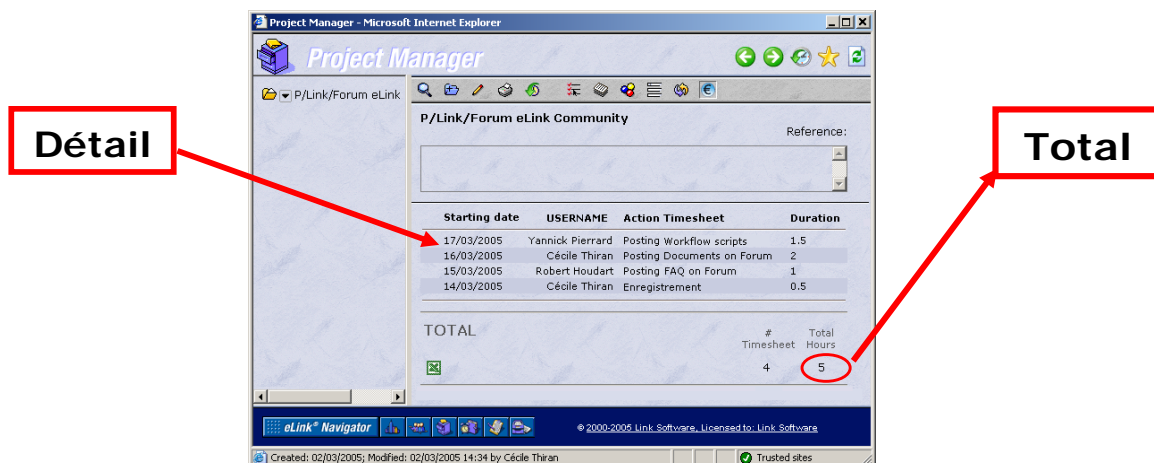 Project Manager - Microsoft Internet Explorer
Project Manager
P/Link/Forum eLink
P/Link/Forum eLink Community
Reference:
Détail
Total
Starting date USERNAME Action Timesheet Duration
17/03/2005 Yannick Pierrard Posting Workflow scripts 1.5
16/03/2005 Cécile Thiran Posting Documents on Forum 2
15/03/2005 Robert Houdart Posting FAQ on Forum 1
14/03/2005 Cécile Thiran Enregistrement 0.5
TOTAL
# Timesheet
Total Hours
4 5
eLink® Navigator
© 2000-2005 Link Software, Licensed to: Link Software
Created: 02/03/2005; Modified: 02/03/2005 14:34 by Cécile Thiran
Trusted sites